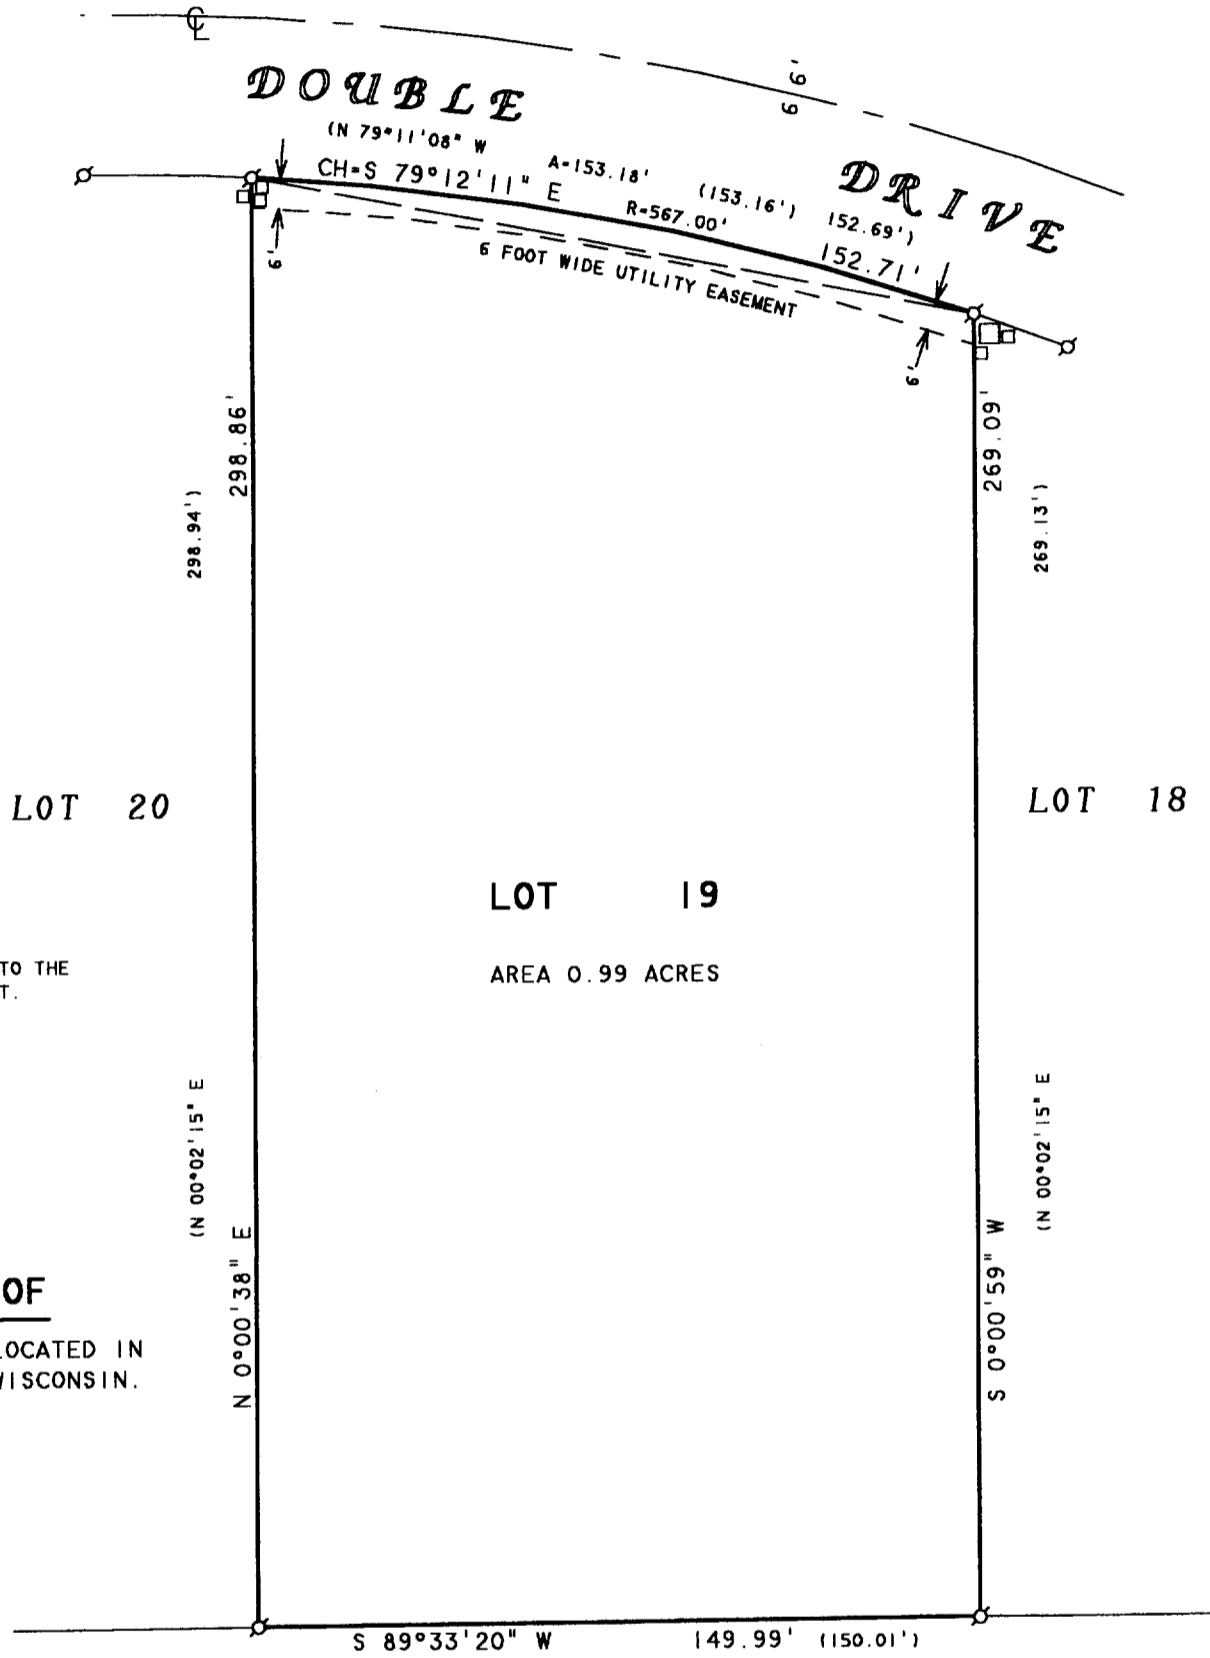 CL
66'
DOUBLE DRIVE
(N 79°11'08" W
A=153.18'
(153.16')
152.69')
CH=S 79°12'11" E
R=567.00'
152.71'
6 FOOT WIDE UTILITY EASEMENT
6'
6'
298.86'
298.94')
269.09'
269.13')
LOT 20
LOT 18
LOT 19
AREA 0.99 ACRES
TO THE
T.
(N 00°02'15" E
N 0°00'38" E
(N 00°02'15" E
S 0°00'59" W
OF
LOCATED IN
WISCONSIN.
S 89°33'20" W 149.99' (150.01')